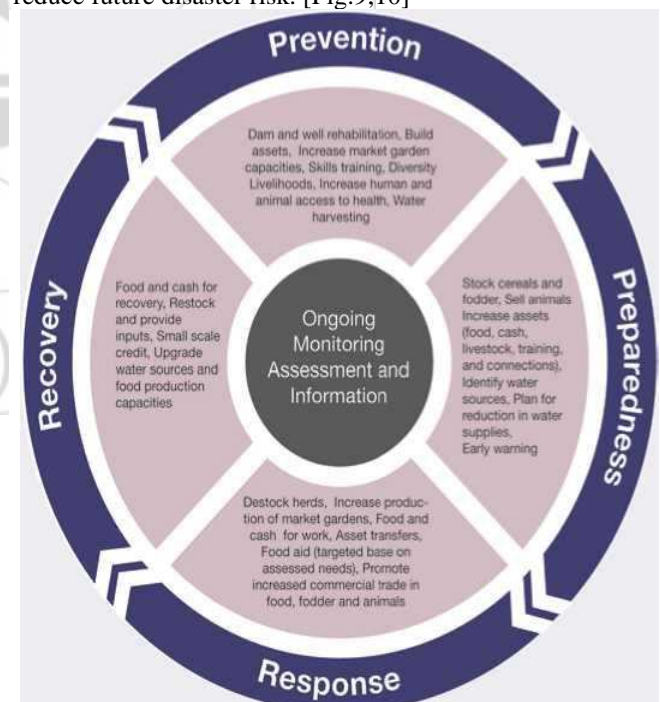 reduce future disaster risk. [Fig.9,10]
Prevention
Dam and well rehabilitation, Build
assets, Increase market garden
capacities, Skills training, Diversity
Livelihoods, Increase human and
animal access to health, Water
harvesting
Preparedness
Stock cereals and
fodder, Sell animals
Increase assets
(food, cash,
livestock, training,
and connections),
Identify water
sources, Plan for
reduction in water
supplies,
Early warning
Response
Destock herds, Increase produc-
tion of market gardens, Food and
cash for work, Asset transfers,
Food aid (targeted base on
assessed needs), Promote
increased commercial trade in
food, fodder and animals
Recovery
Food and cash for
recovery, Restock
and provide
inputs, Small scale
credit, Upgrade
water sources and
food production
capacities
Ongoing
Monitoring
Assessment and
Information